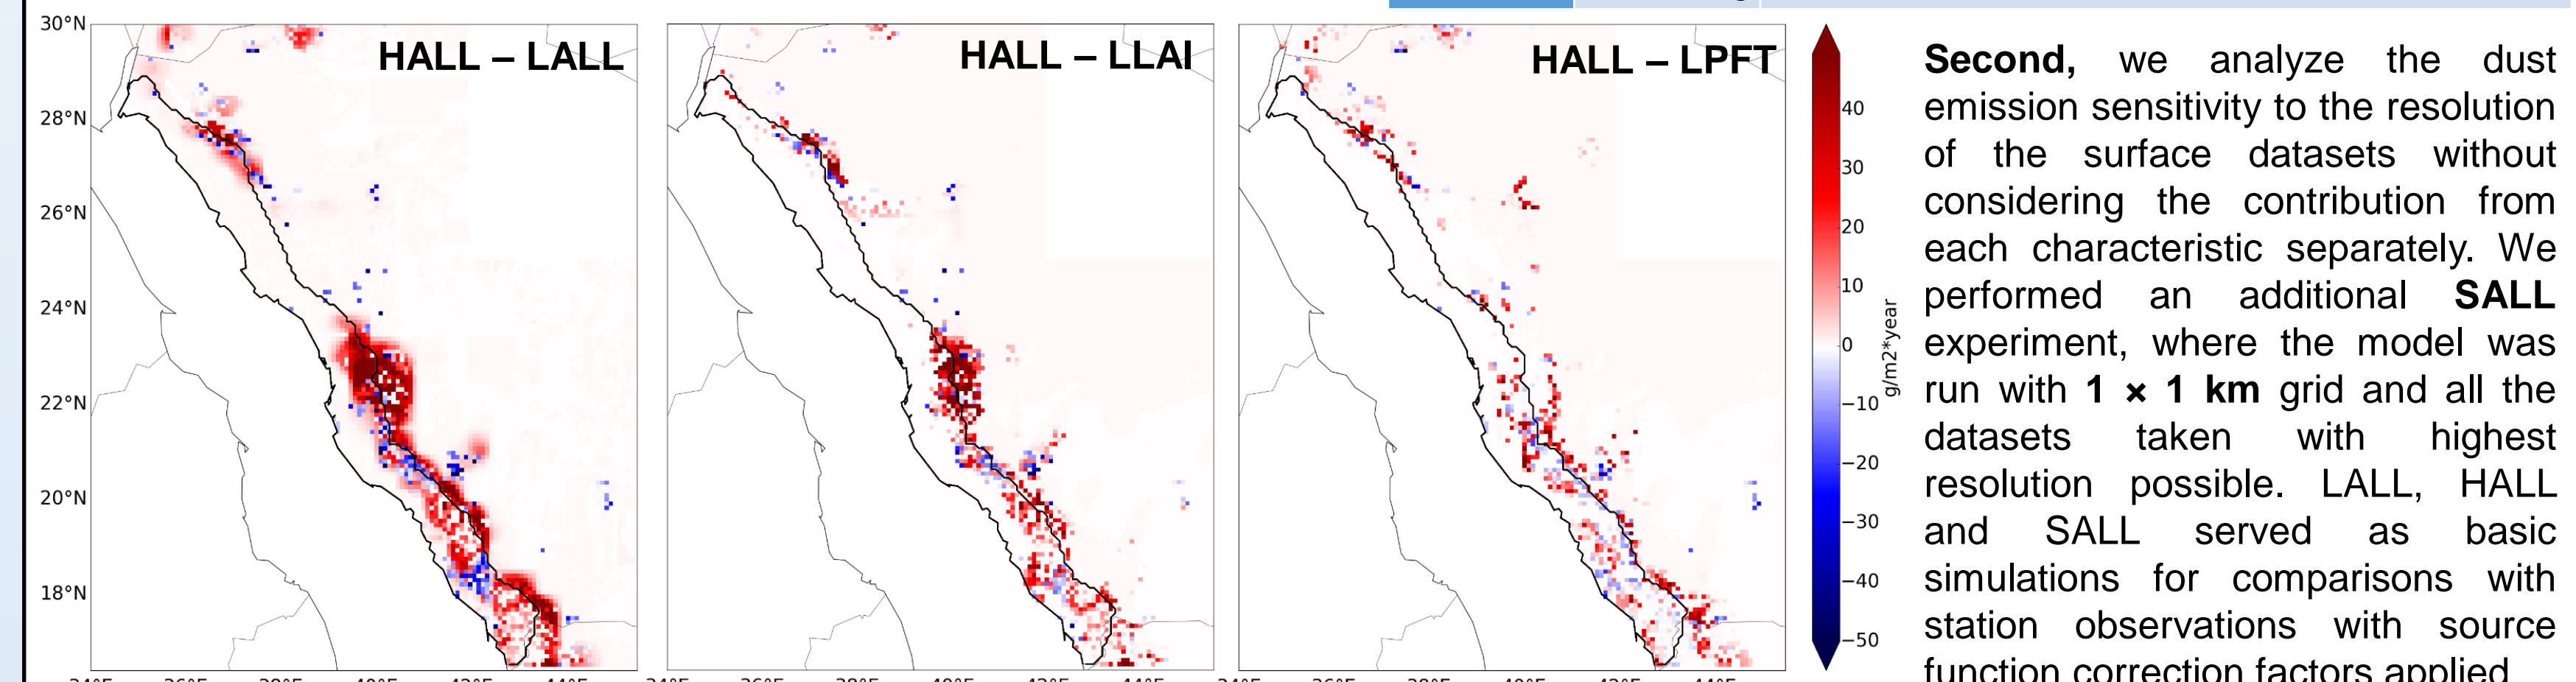 30°N
28°N
26°N
24°N
22°N
20°N
18°N
HALL – LALL
HALL – LLAI
HALL – LPFT
40
30
20
10
0
−10
−20
−30
−40
−50
g/m2*year
Second, we analyze the dust
emission sensitivity to the resolution
of the surface datasets without
considering the contribution from
each characteristic separately. We
performed an additional SALL
experiment, where the model was
run with 1 × 1 km grid and all the
datasets taken with highest
resolution possible. LALL, HALL
and SALL served as basic
simulations for comparisons with
station observations with source
function correction factors applied